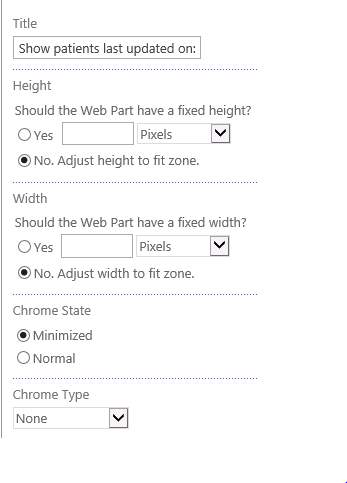 Title
Show patients last updated on:
Height
Should the Web Part have a fixed height?
Yes Pixels
No. Adjust height to fit zone.
Width
Should the Web Part have a fixed width?
Yes Pixels
No. Adjust width to fit zone.
Chrome State
Minimized
Normal
Chrome Type
None